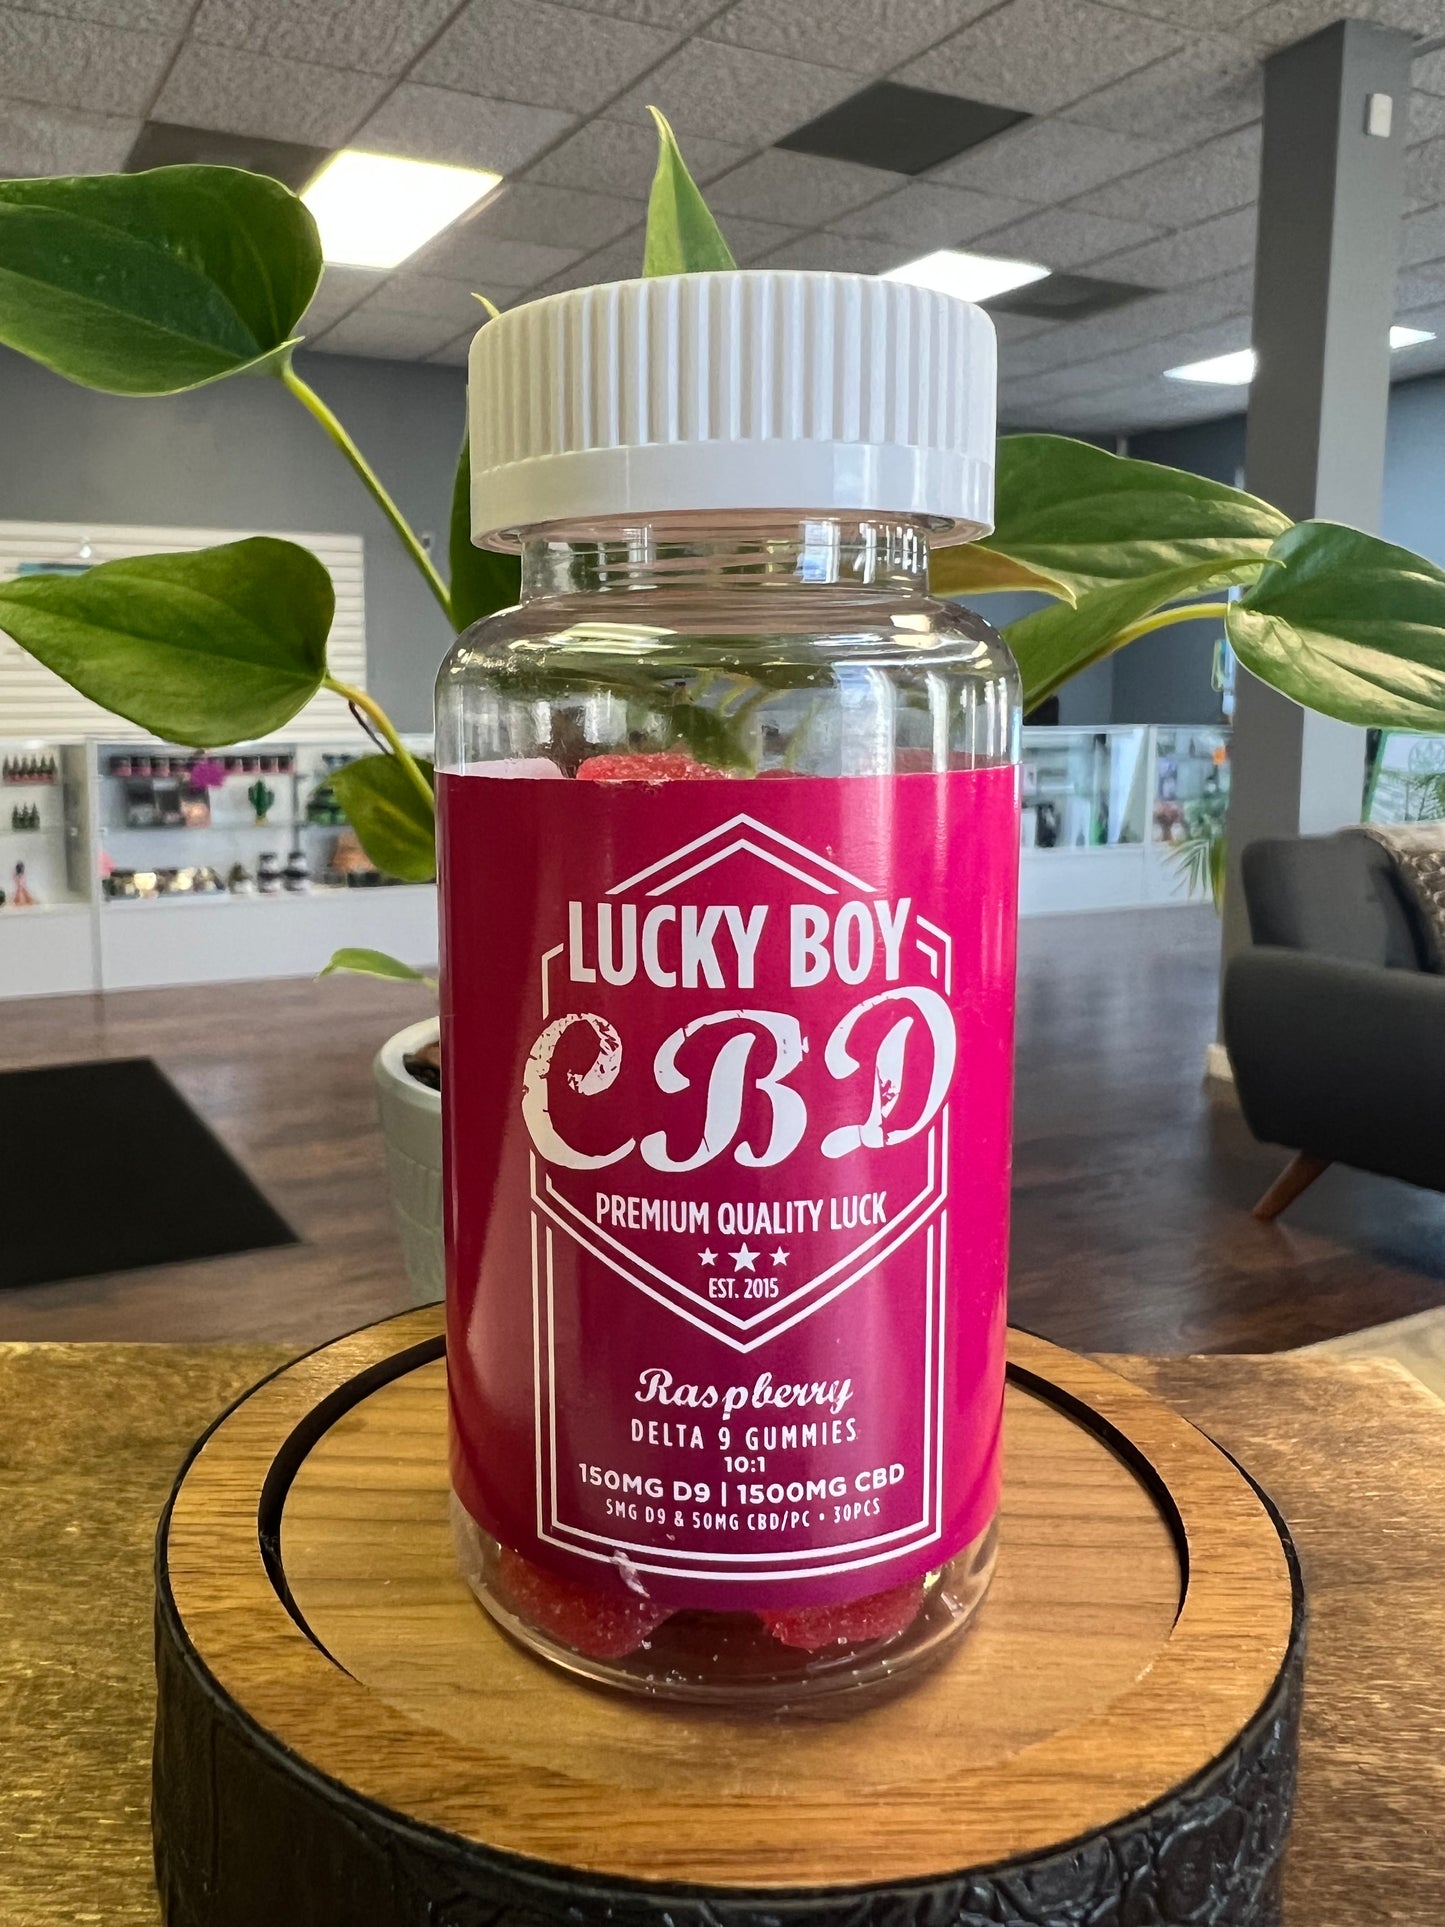 LUCKY BOY
CBD
PREMIUM QUALITY LUCK
EST. 2015
Raspberry
DELTA 9 GUMMIES
10:1
150MG D9 | 1500MG CBD
5MG D9 & 50MG CBD/PC • 30PCS